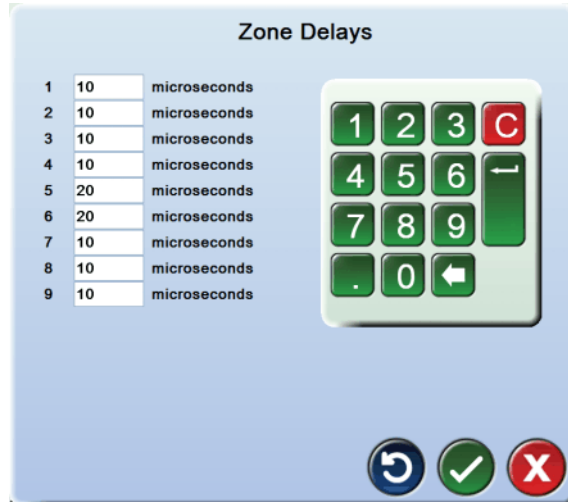 Zone Delays
1 10 microseconds
2 10 microseconds
3 10 microseconds
4 10 microseconds
5 20 microseconds
6 20 microseconds
7 10 microseconds
8 10 microseconds
9 10 microseconds
1 2 3 C
4 5 6
7 8 9
. 0
X